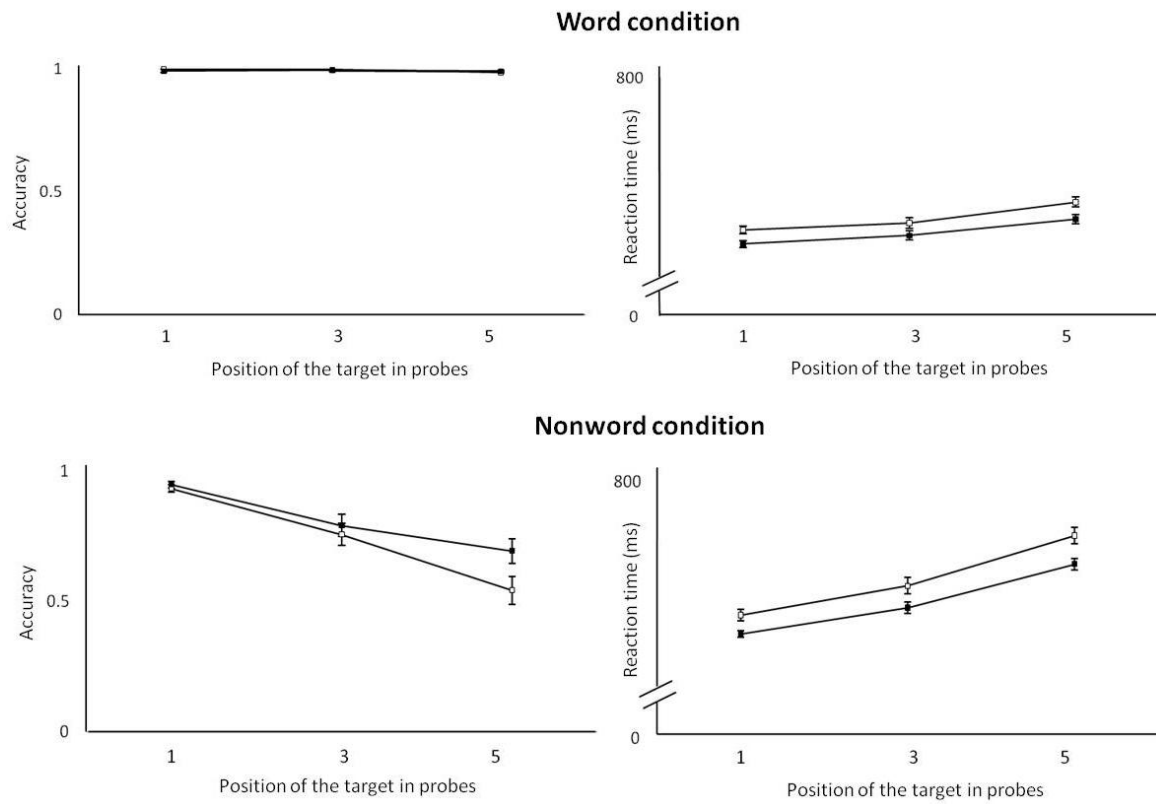 Word condition
1
0.5
0
Accuracy
1 3 5
Position of the target in probes
800
0
Reaction time (ms)
1 3 5
Position of the target in probes
Nonword condition
1
0.5
0
Accuracy
1 3 5
Position of the target in probes
800
0
Reaction time (ms)
1 3 5
Position of the target in probes